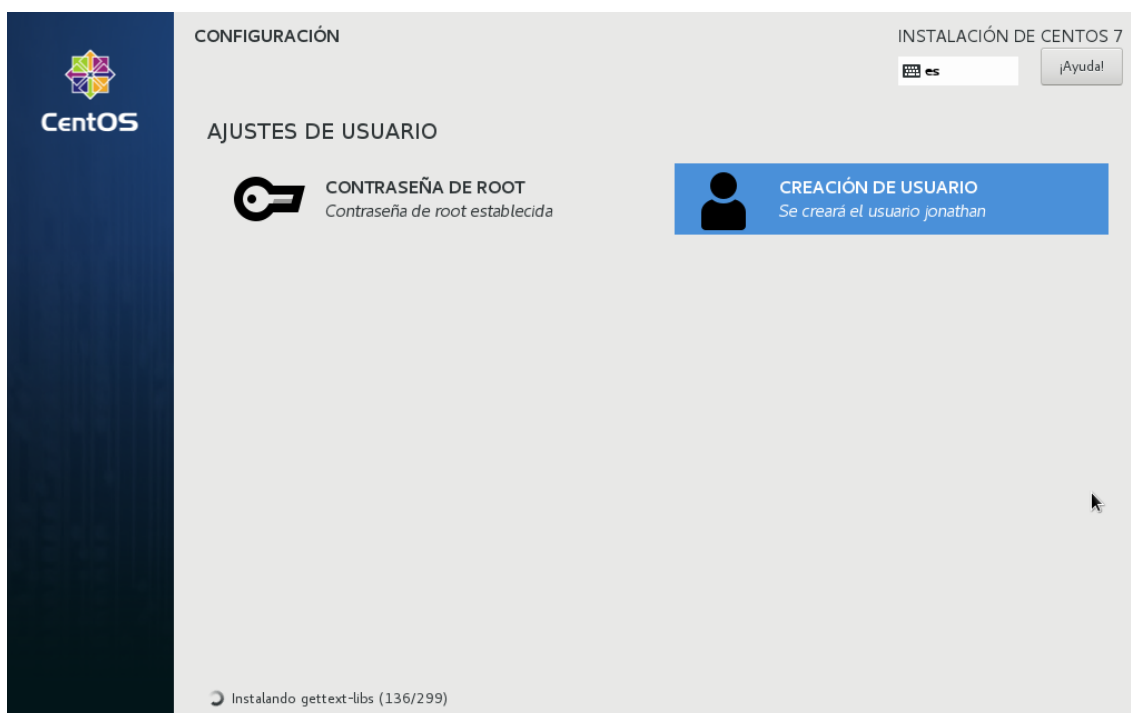 CentOS
CONFIGURACIÓN
INSTALACIÓN DE CENTOS 7
es
¡Ayuda!
AJUSTES DE USUARIO
CONTRASEÑA DE ROOT
Contraseña de root establecida
CREACIÓN DE USUARIO
Se creará el usuario jonathan
Instalando gettext-libs (136/299)